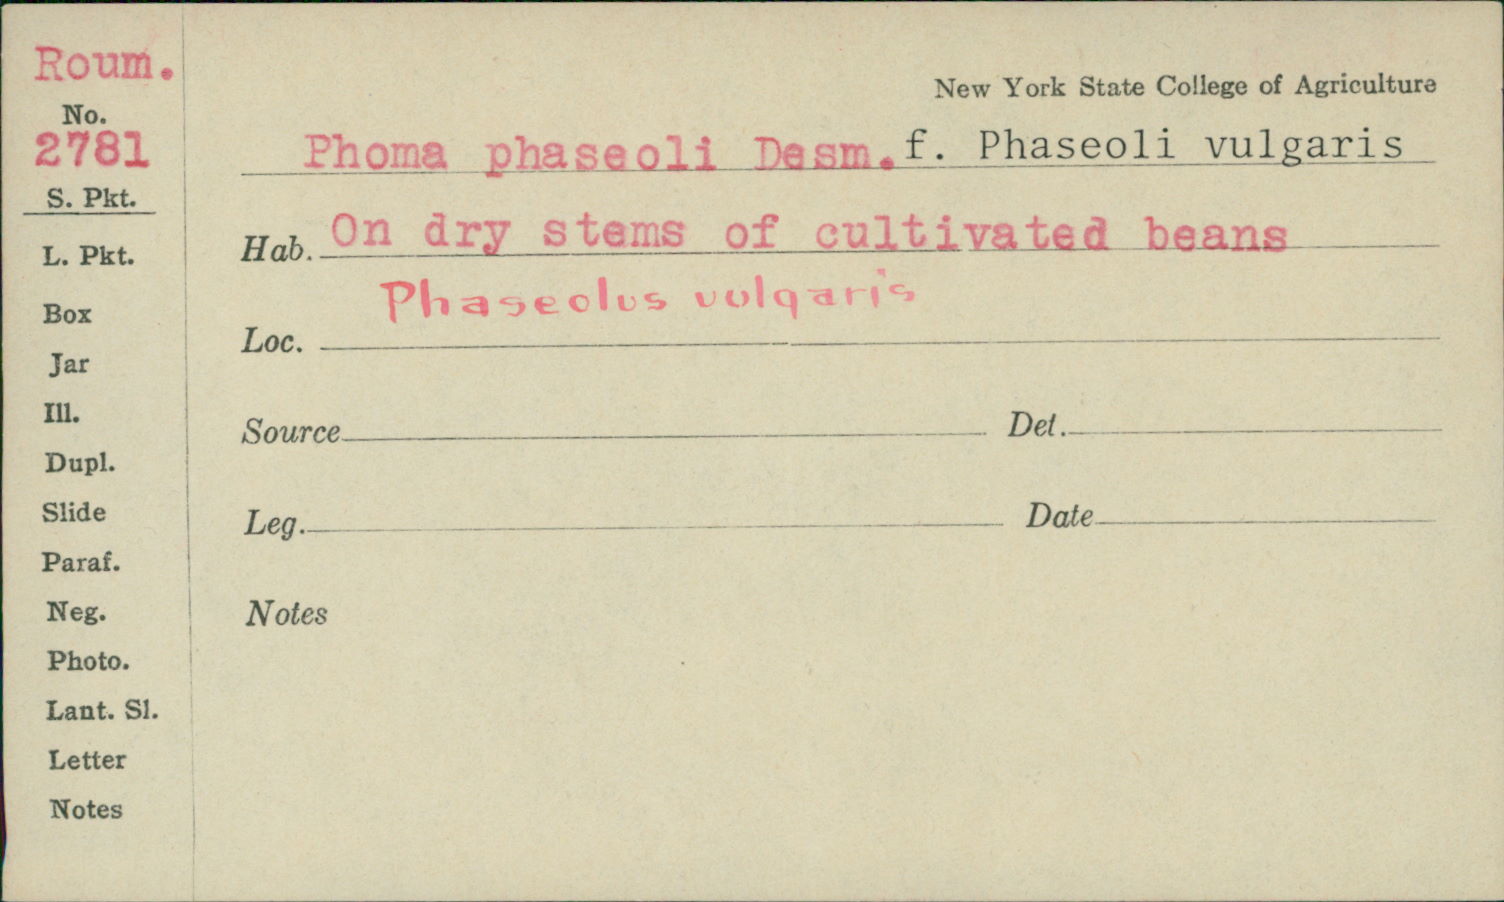 Roum.
No.
2781
S. Pkt.
L. Pkt.
Box
Jar
Ill.
Dupl.
Slide
Paraf.
Neg.
Photo.
Lant. Sl.
Letter
Notes
New York State College of Agriculture
Phoma phaseoli Desm. f. Phaseoli vulgaris
Hab. On dry stems of cultivated beans
Phaseolus vulgaris
Loc.
Source Det.
Leg. Date
Notes